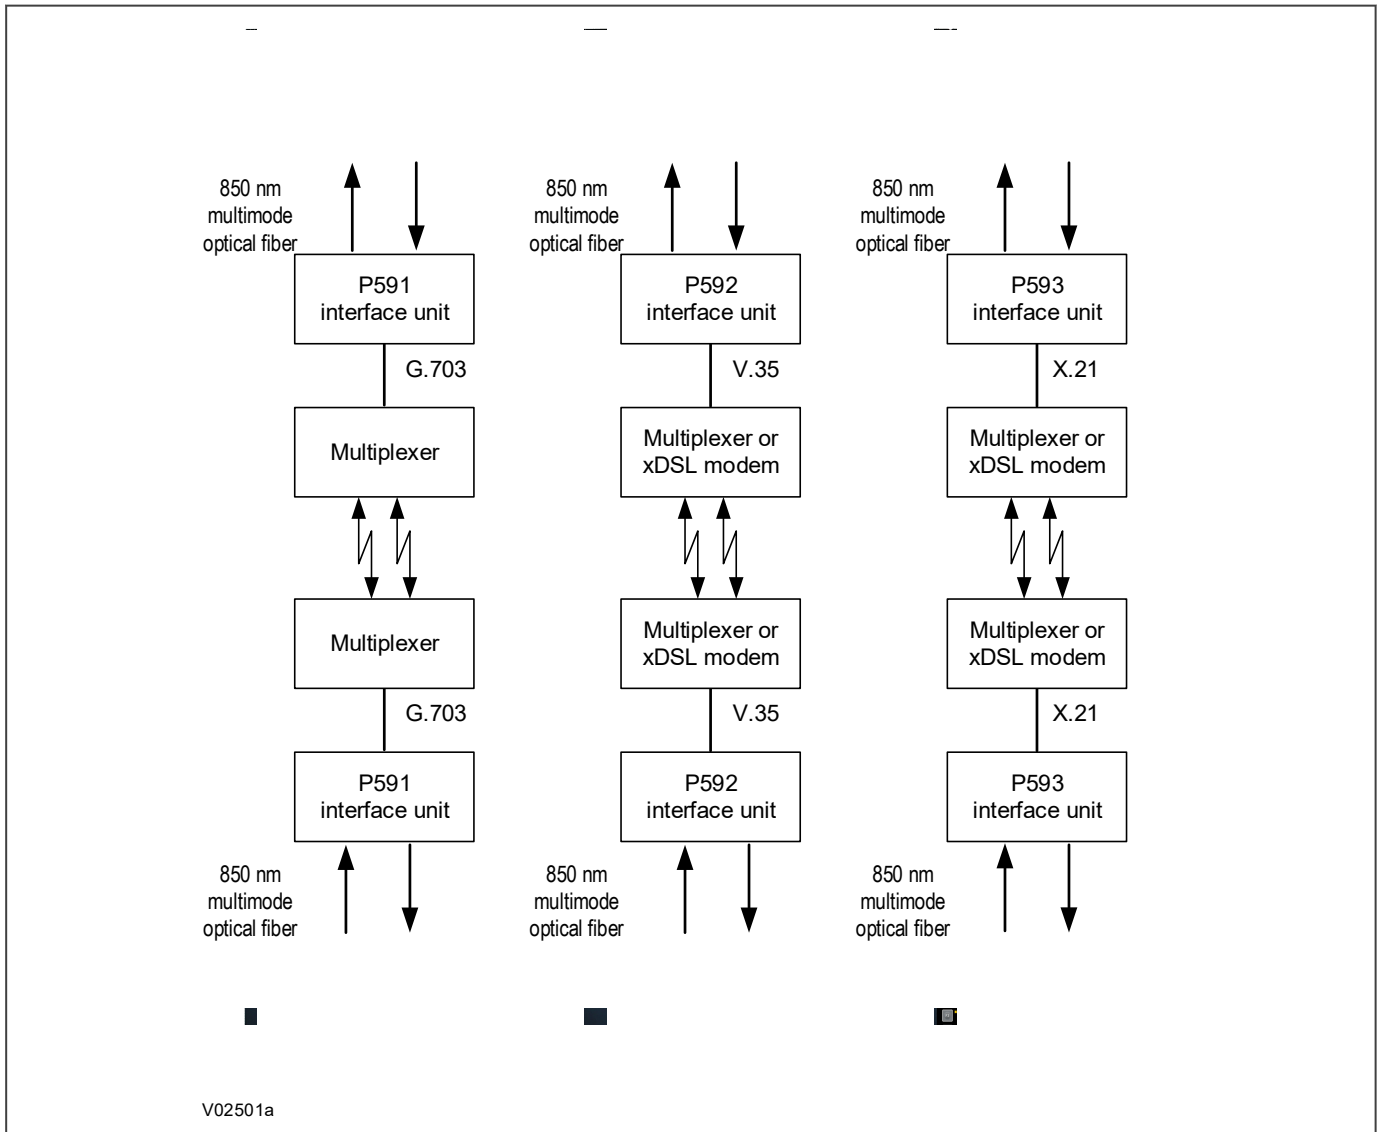 850 nm
multimode
optical fiber
P591
interface unit
G.703
Multiplexer
Multiplexer
G.703
P591
interface unit
850 nm
multimode
optical fiber
850 nm
multimode
optical fiber
P592
interface unit
V.35
Multiplexer or
xDSL modem
Multiplexer or
xDSL modem
V.35
P592
interface unit
850 nm
multimode
optical fiber
850 nm
multimode
optical fiber
P593
interface unit
X.21
Multiplexer or
xDSL modem
Multiplexer or
xDSL modem
X.21
P593
interface unit
850 nm
multimode
optical fiber
V02501a